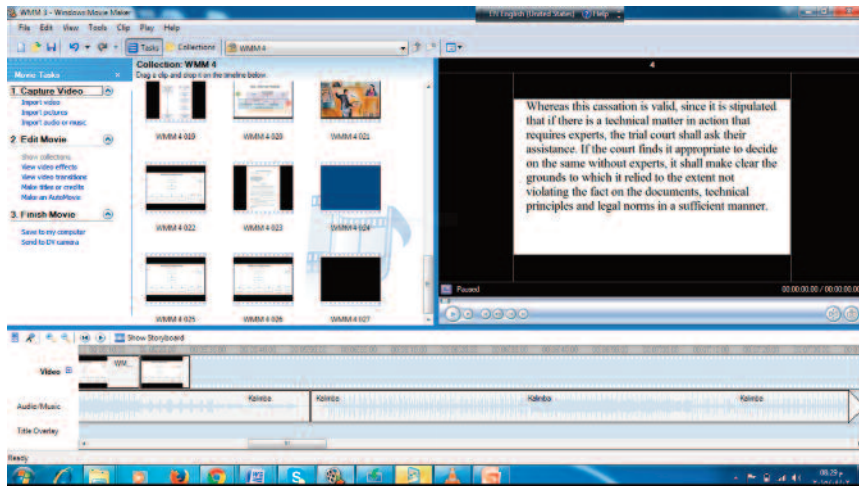 WMM 3 - Windows Movie Maker
EN English (United States) Help
File Edit View Tools Clip Play Help
Tasks Collections WMM 4
Movie Tasks
Collection: WMM 4
Drag a clip and drop it on the timeline below.
1. Capture Video
Import video
Import pictures
Import audio or music
2. Edit Movie
Show collections
View video effects
View video transitions
Make titles or credits
Make an AutoMovie
3. Finish Movie
Save to my computer
Send to DV camera
WMM 4 019
WMM 4 020
WMM 4 021
WMM 4 022
WMM 4 023
WMM 4 024
WMM 4 025
WMM 4 026
WMM 4 027
4
Whereas this cassation is valid, since it is stipulated
that if there is a technical matter in action that
requires experts, the trial court shall ask their
assistance. If the court finds it appropriate to decide
on the same without experts, it shall make clear the
grounds to which it relied to the extent not
violating the fact on the documents, technical
principles and legal norms in a sufficient manner.
Paused
00:00:00.00 / 00:00:00.00
Show Storyboard
Video
WM...
Audio/Music
Kalimba
Kalimba
Kalimba
Kalimba
Title Overlay
Ready